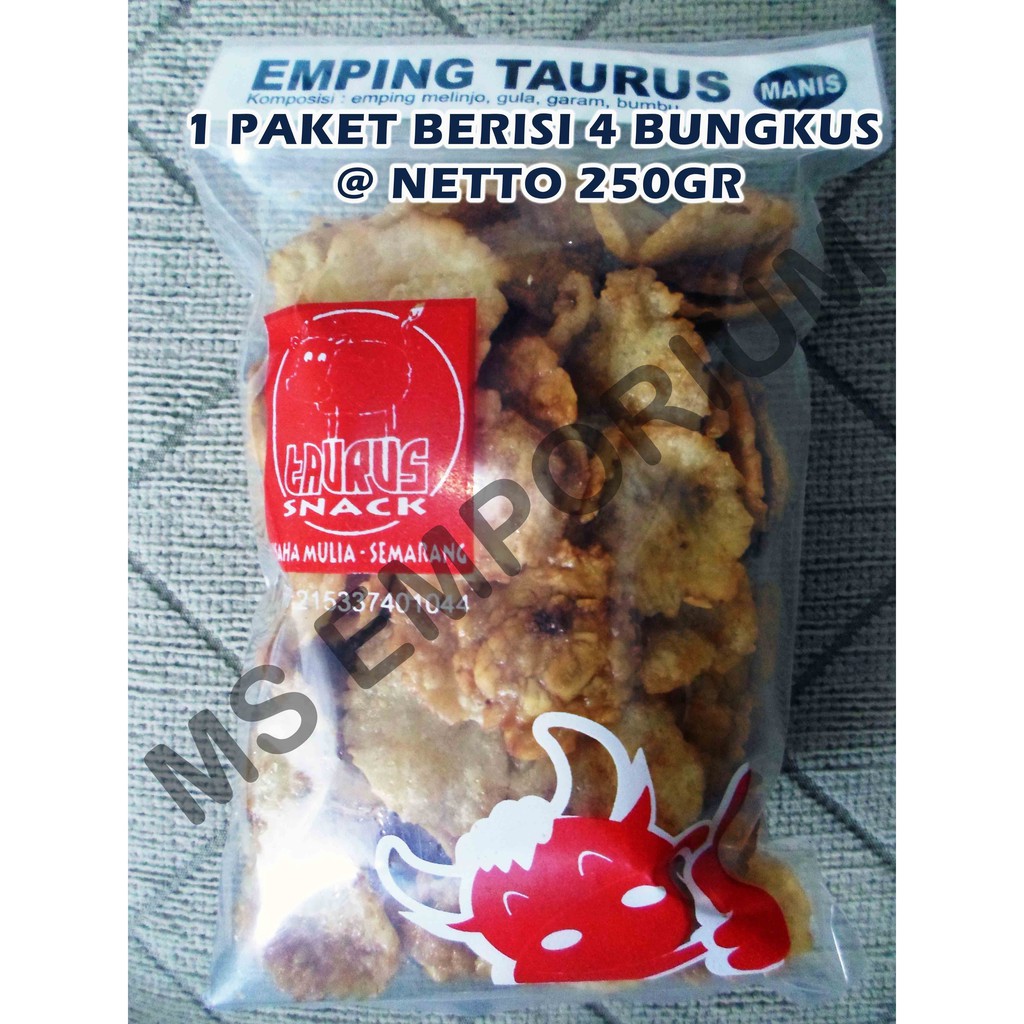 EMPING TAURUS MANIS
Komposisi : emping melinjo, gula, garam, bumbu
1 PAKET BERISI 4 BUNGKUS
@ NETTO 250GR
tAURUS
SNACK
MULIA - SEMARANG
215337401044
MS EMPORIUM